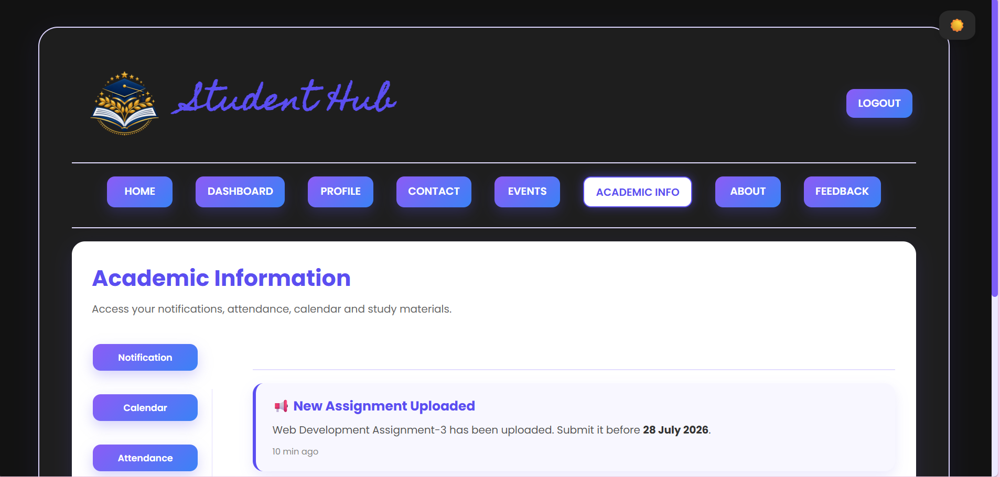 Student Hub
LOGOUT
HOME DASHBOARD PROFILE CONTACT EVENTS ACADEMIC INFO ABOUT FEEDBACK
Academic Information
Access your notifications, attendance, calendar and study materials.
Notification
Calendar
Attendance
📢 New Assignment Uploaded
Web Development Assignment-3 has been uploaded. Submit it before 28 July 2026.
10 min ago